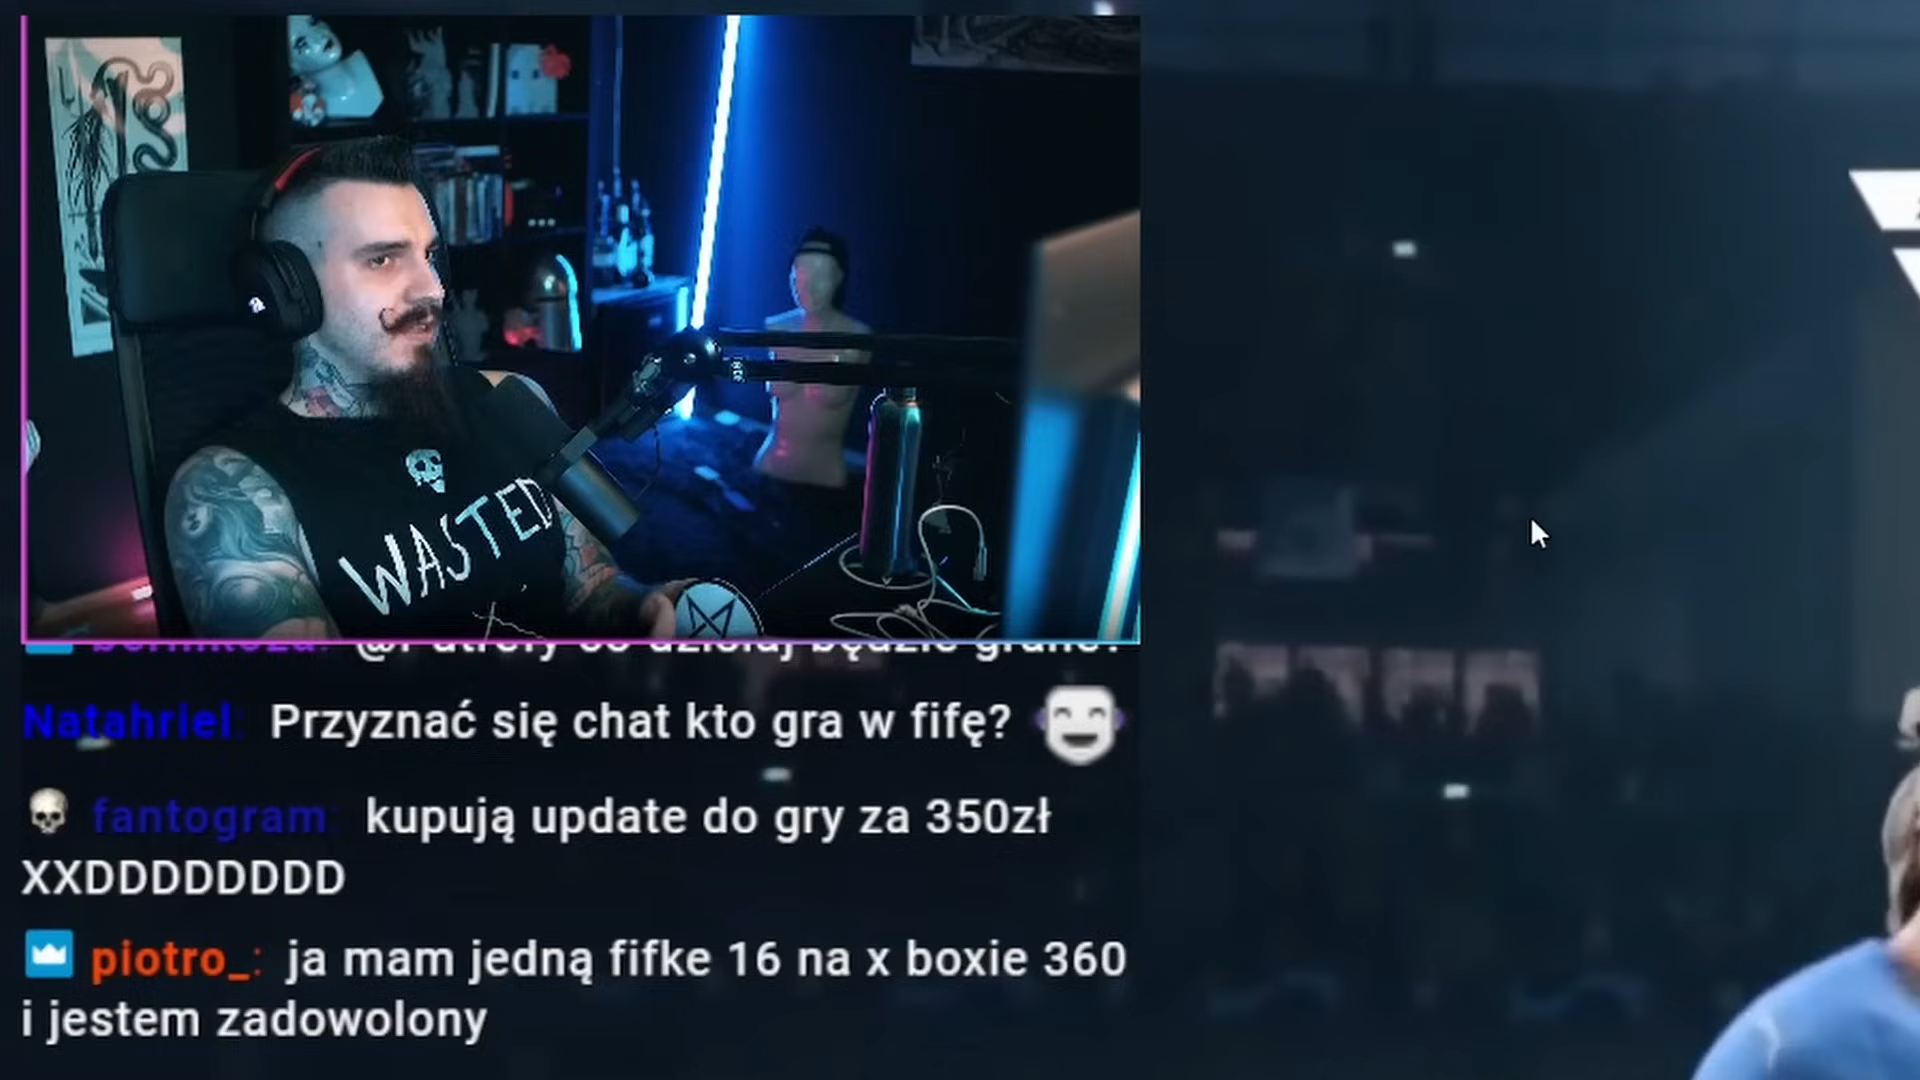 WASTED
Natahriel: Przyznać się chat kto gra w fifę?
fantogram: kupują update do gry za 350zł
XXDDDDDDDD
piotro_: ja mam jedną fifke 16 na x boxie 360
i jestem zadowolony